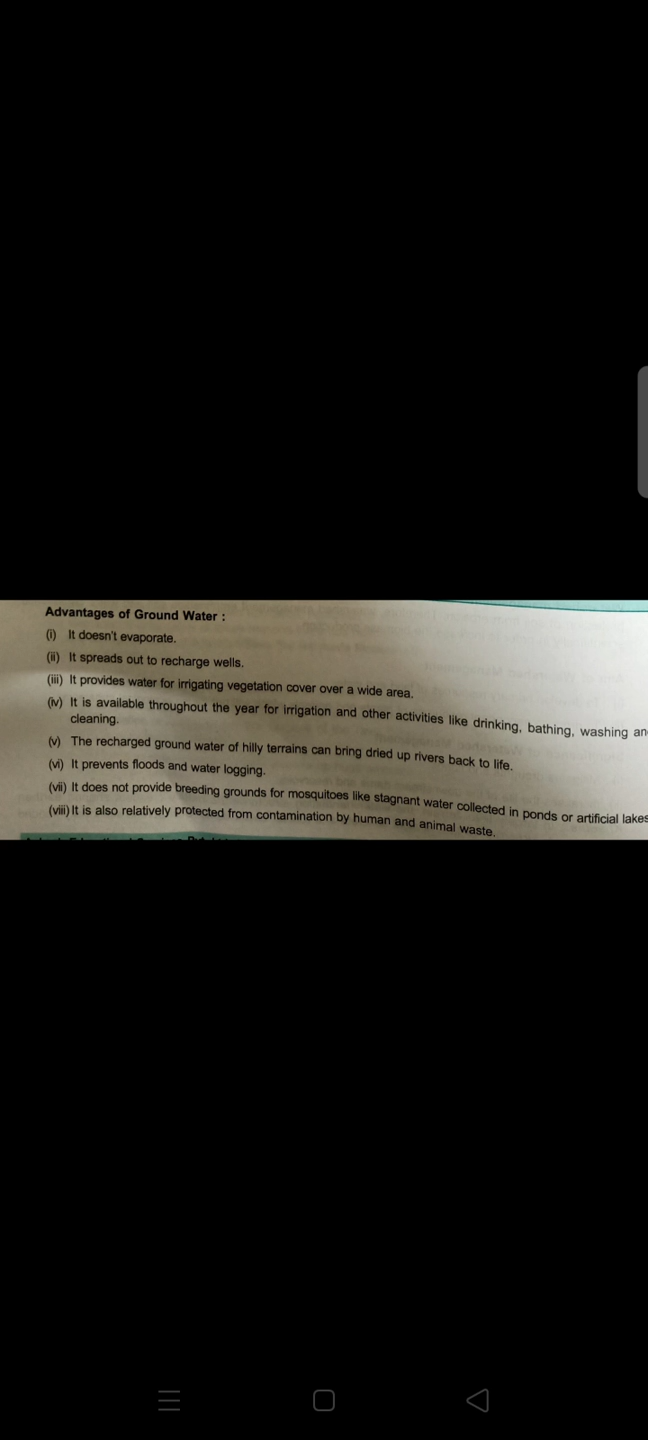 Advantages of Ground Water :
(i) It doesn't evaporate.
(ii) It spreads out to recharge wells.
(iii) It provides water for irrigating vegetation cover over a wide area.
(iv) It is available throughout the year for irrigation and other activities like drinking, bathing, washing an
cleaning.
(v) The recharged ground water of hilly terrains can bring dried up rivers back to life.
(vi) It prevents floods and water logging.
(vii) It does not provide breeding grounds for mosquitoes like stagnant water collected in ponds or artificial lakes
(viii) It is also relatively protected from contamination by human and animal waste.